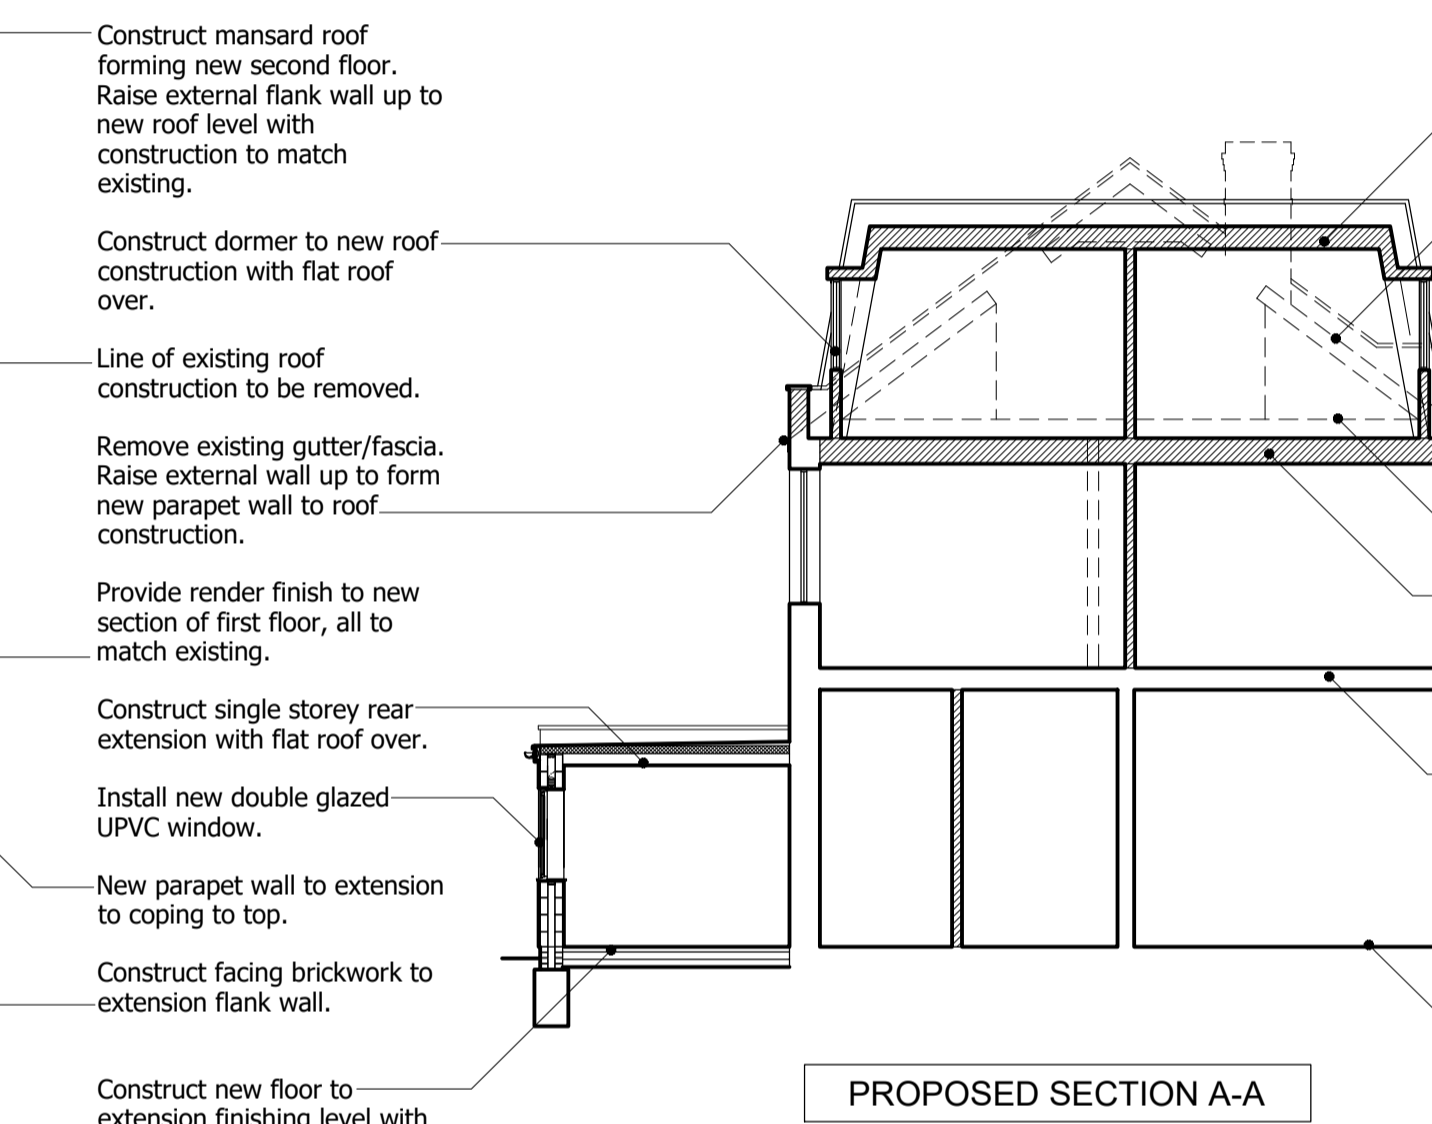 Construct mansard roof
forming new second floor.
Raise external flank wall up to
new roof level with
construction to match
existing.
Construct dormer to new roof
construction with flat roof
over.
Line of existing roof
construction to be removed.
Remove existing gutter/fascia.
Raise external wall up to form
new parapet wall to roof
construction.
Provide render finish to new
section of first floor, all to
match existing.
Construct single storey rear
extension with flat roof over.
Install new double glazed
UPVC window.
New parapet wall to extension
to coping to top.
Construct facing brickwork to
extension flank wall.
Construct new floor to
extension finishing level with
PROPOSED SECTION A-A